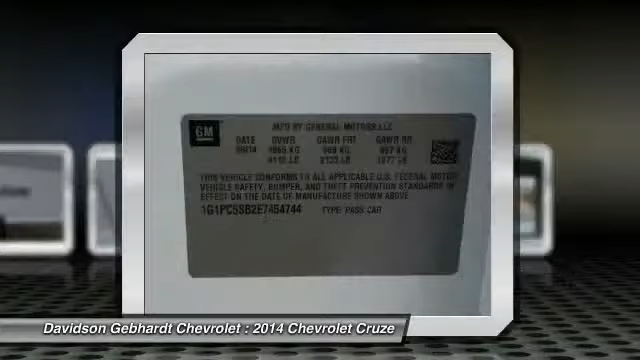 GM
MFD BY GENERAL MOTORS LLC
DATE GVWR GAWR FRT GAWR RR
THIS VEHICLE CONFORMS TO ALL APPLICABLE U.S. FEDERAL MOTOR
VEHICLE SAFETY, BUMPER, AND THEFT PREVENTION STANDARDS IN
EFFECT ON THE DATE OF MANUFACTURE SHOWN ABOVE
1G1PC5SB2E7454744 TYPE: PASS CAR
Davidson Gebhardt Chevrolet : 2014 Chevrolet Cruze